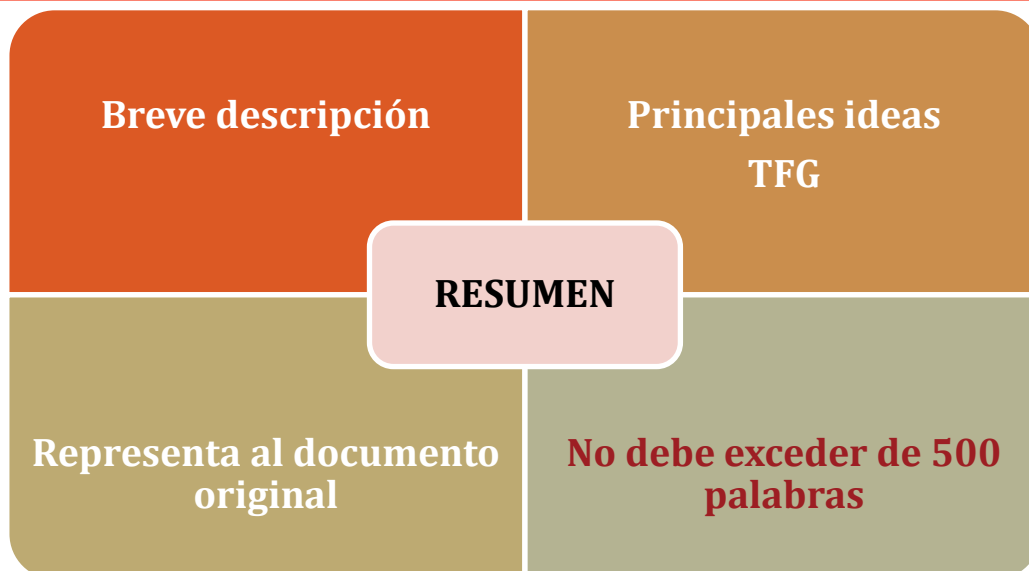 Breve descripción
Principales ideas
TFG
RESUMEN
Representa al documento
original
No debe exceder de 500
palabras